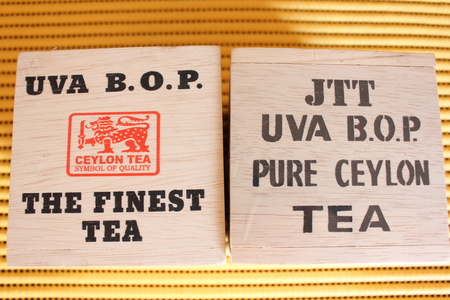 UVA B.O.P.
CEYLON TEA
SYMBOL OF QUALITY
THE FINEST
TEA
JTT
UVA B.O.P.
PURE CEYLON
TEA